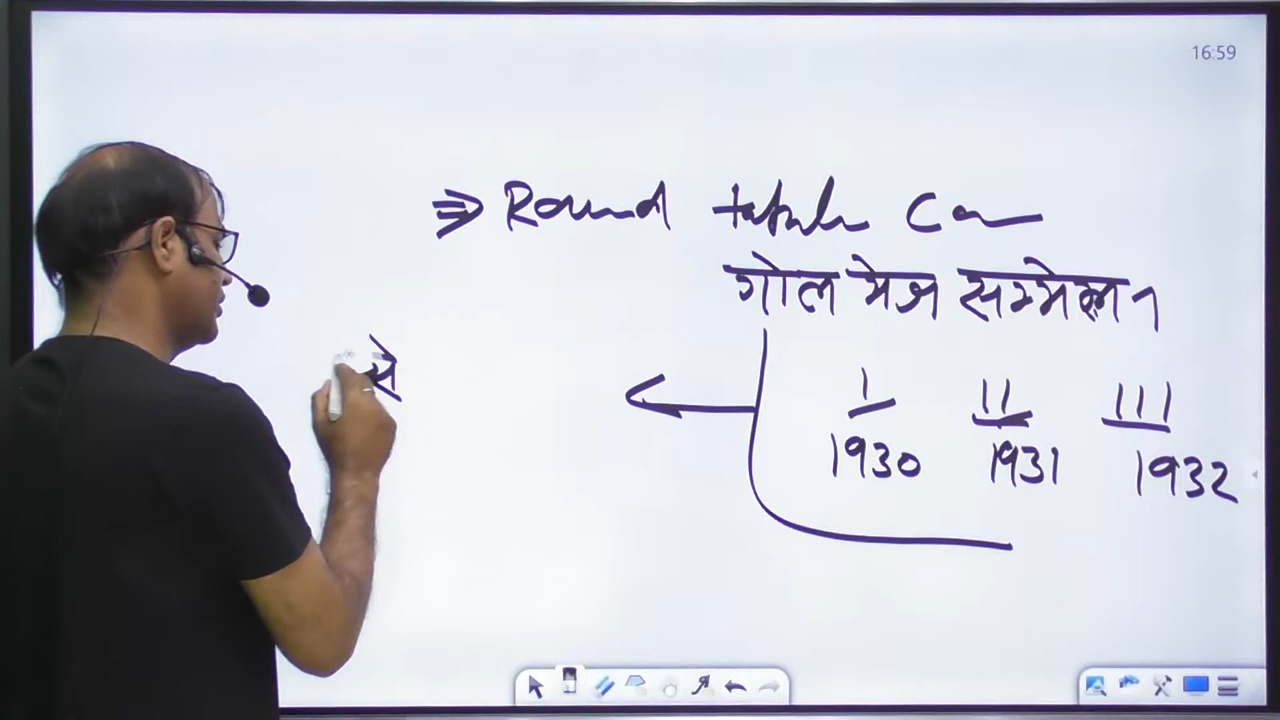 16:59
⇒ Round table Con
गोल मेज सम्मेलन
से
I II III
1930 1931 1932